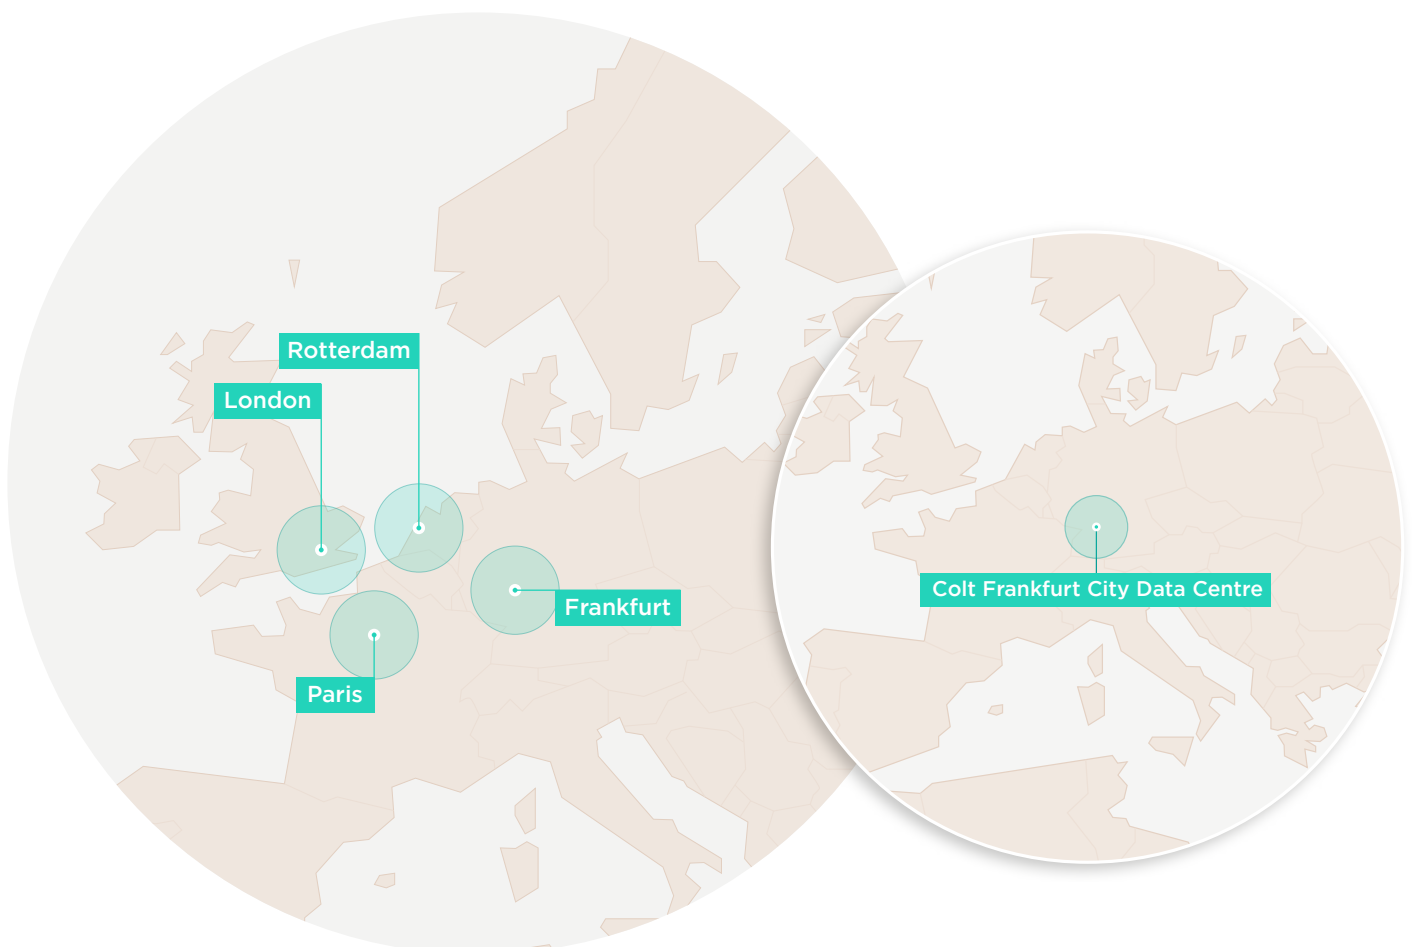 Rotterdam
London
Frankfurt
Paris
Colt Frankfurt City Data Centre